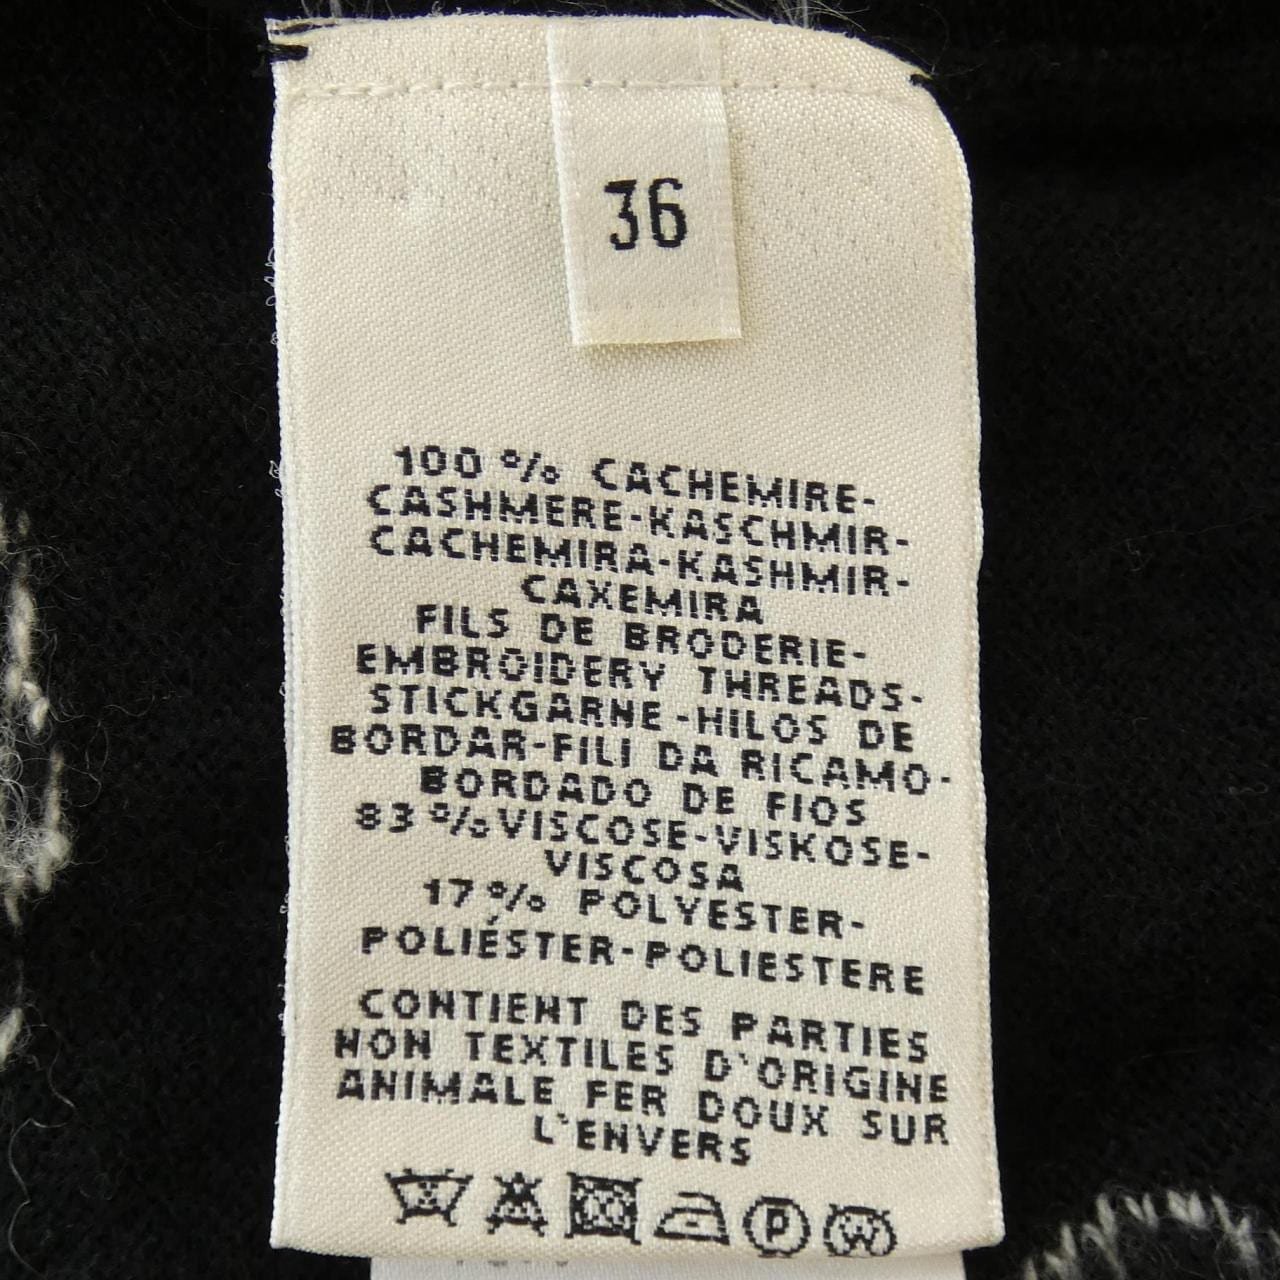 36
100 % CACHEMIRE-
CASHMERE-KASCHMIR-
CACHEMIRA-KASHMIR-
CAXEMIRA
FILS DE BRODERIE-
EMBROIDERY THREADS-
STICKGARNE-HILOS DE
BORDAR-FILI DA RICAMO-
BORDADO DE FIOS
83 % VISCOSE-VISKOSE-
VISCOSA
17 % POLYESTER-
POLIÉSTER-POLIESTERE
CONTIENT DES PARTIES
NON TEXTILES D'ORIGINE
ANIMALE FER DOUX SUR
L'ENVERS
P W